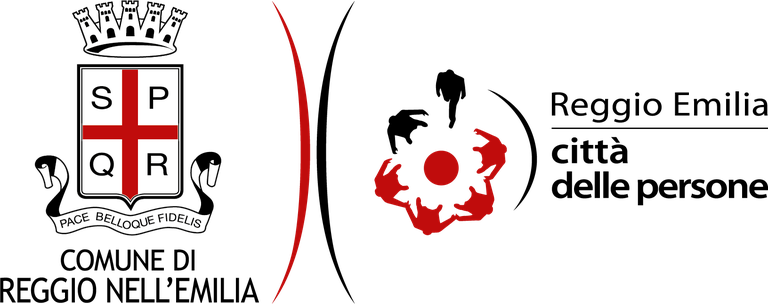 S P
Q R
PACE BELLOQUE FIDELIS
COMUNE DI
REGGIO NELL'EMILIA
Reggio Emilia
città
delle persone